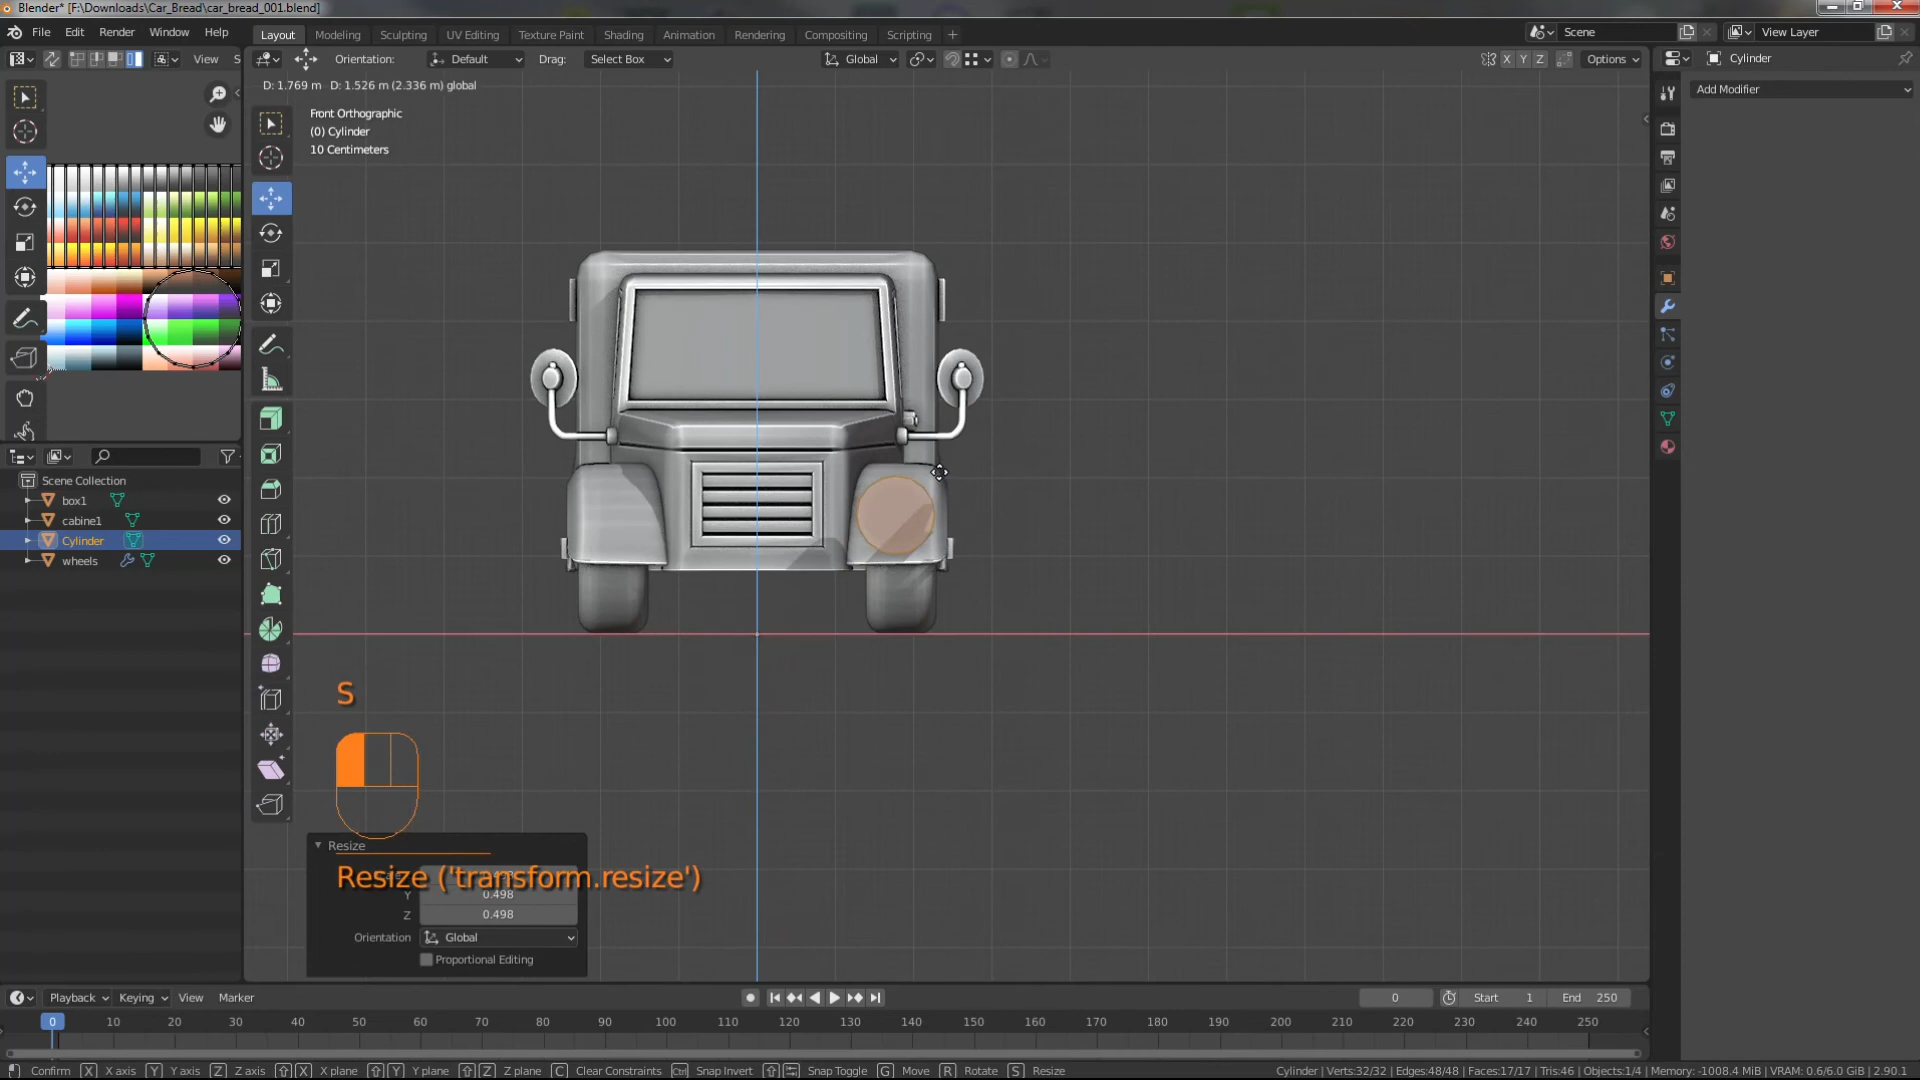 Blender* [F:\Downloads\Car_Bread\car_bread_001.blend]
File Edit Render Window Help
Layout Modeling Sculpting UV Editing Texture Paint Shading Animation Rendering Compositing Scripting +
Scene
View Layer
View S
Orientation: Default Drag: Select Box
Global
X Y Z
Options
Cylinder
D: 1.769 m D: 1.526 m (2.336 m) global
Add Modifier
Front Orthographic
(0) Cylinder
10 Centimeters
Scene Collection
box1
cabine1
Cylinder
wheels
S
Resize
Resize ('transform.resize')
Y 0.498
Z 0.498
Orientation Global
Proportional Editing
Playback Keying View Marker
0
Start 1
End 250
0 10 20 30 40 50 60 70 80 90 100 110 120 130 140 150 160 170 180 190 200 210 220 230 240 250
Confirm X X axis Y Y axis Z Z axis X X plane Y Y plane Z Z plane C Clear Constraints Ctrl Snap Invert Snap Toggle G Move R Rotate S Resize
Cylinder | Verts:32/32 | Edges:48/48 | Faces:17/17 | Tris:46 | Objects:1/4 | Memory: -1008.4 MiB | VRAM: 0.6/6.0 GiB | 2.90.1